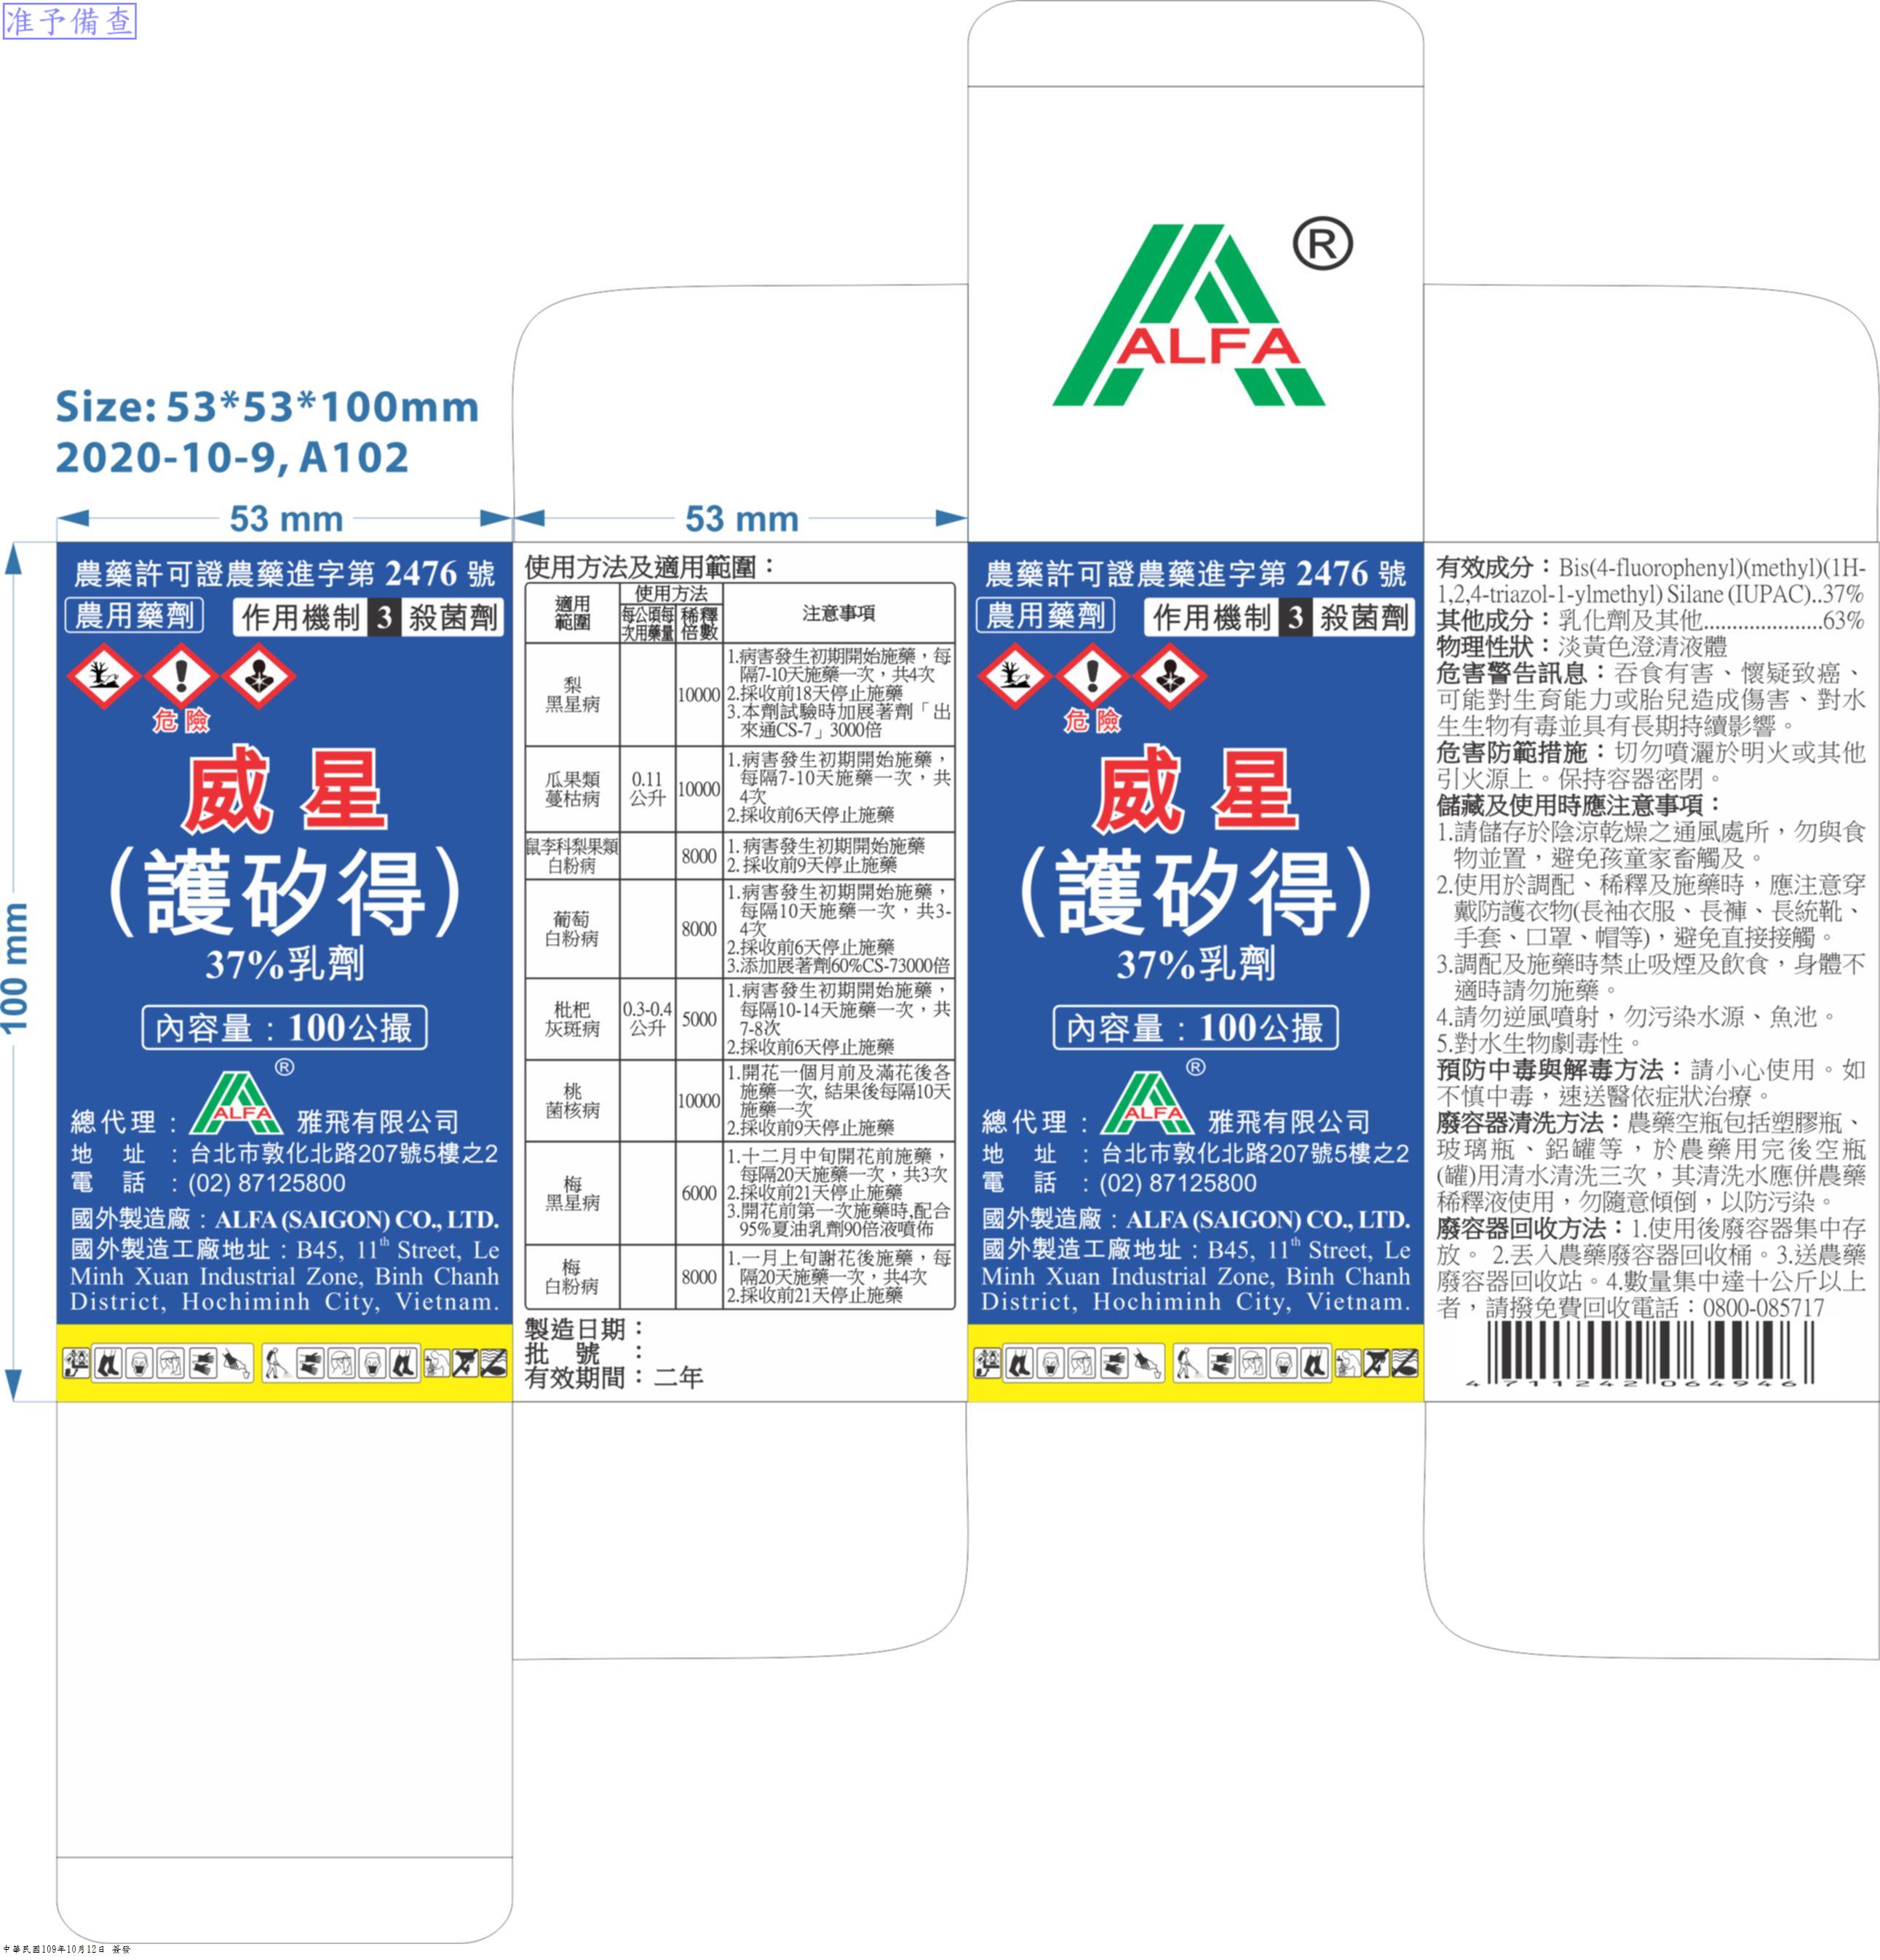 准予備查
®
ALFA
Size: 53*53*100mm
2020-10-9, A102
53 mm
53 mm
100 mm
農藥許可證農藥進字第 2476 號
農用藥劑 作用機制 3 殺菌劑
危險
威星
(護矽得)
37%乳劑
內容量：100公撮
®
總代理：ALFA 雅飛有限公司
地 址 ：台北市敦化北路207號5樓之2
電 話 ：(02) 87125800
國外製造廠：ALFA (SAIGON) CO., LTD.
國外製造工廠地址：B45, 11th Street, Le
Minh Xuan Industrial Zone, Binh Chanh
District, Hochiminh City, Vietnam.
使用方法及適用範圍：
適用範圍 使用方法 注意事項
每公頃每次用藥量 稀釋倍數
梨
黑星病
10000
1.病害發生初期開始施藥，每
隔7-10天施藥一次，共4次
2.採收前18天停止施藥
3.本劑試驗時加展著劑「出
來通CS-7」3000倍
瓜果類
蔓枯病
0.11
公升
10000
1.病害發生初期開始施藥，
每隔7-10天施藥一次，共
4次
2.採收前6天停止施藥
鼠李科梨果類
白粉病
8000
1. 病害發生初期開始施藥
2. 採收前9天停止施藥
葡萄
白粉病
8000
1.病害發生初期開始施藥，
每隔10天施藥一次，共3-
4次
2.採收前6天停止施藥
3.添加展著劑60%CS-73000倍
枇杷
灰斑病
0.3-0.4
公升
5000
1.病害發生初期開始施藥，
每隔10-14天施藥一次，共
7-8次
2.採收前6天停止施藥
桃
菌核病
10000
1.開花一個月前及滿花後各
施藥一次, 結果後每隔10天
施藥一次
2.採收前9天停止施藥
梅
黑星病
6000
1.十二月中旬開花前施藥，
每隔20天施藥一次，共3次
2.採收前21天停止施藥
3.開花前第一次施藥時,配合
95%夏油乳劑90倍液噴佈
梅
白粉病
8000
1.一月上旬謝花後施藥，每
隔20天施藥一次，共4次
2.採收前21天停止施藥
製造日期：
批 號 ：
有效期間：二年
農藥許可證農藥進字第 2476 號
農用藥劑 作用機制 3 殺菌劑
危險
威星
(護矽得)
37%乳劑
內容量：100公撮
®
總代理：ALFA 雅飛有限公司
地 址 ：台北市敦化北路207號5樓之2
電 話 ：(02) 87125800
國外製造廠：ALFA (SAIGON) CO., LTD.
國外製造工廠地址：B45, 11th Street, Le
Minh Xuan Industrial Zone, Binh Chanh
District, Hochiminh City, Vietnam.
有效成分：Bis(4-fluorophenyl)(methyl)(1H-
1,2,4-triazol-1-ylmethyl) Silane (IUPAC)..37%
其他成分：乳化劑及其他.....................63%
物理性狀：淡黃色澄清液體
危害警告訊息：吞食有害、懷疑致癌、
可能對生育能力或胎兒造成傷害、對水
生生物有毒並具有長期持續影響。
危害防範措施：切勿噴灑於明火或其他
引火源上。保持容器密閉。
儲藏及使用時應注意事項：
1.請儲存於陰涼乾燥之通風處所，勿與食
物並置，避免孩童家畜觸及。
2.使用於調配、稀釋及施藥時，應注意穿
戴防護衣物(長袖衣服、長褲、長統靴、
手套、口罩、帽等)，避免直接接觸。
3.調配及施藥時禁止吸煙及飲食，身體不
適時請勿施藥。
4.請勿逆風噴射，勿污染水源、魚池。
5.對水生物劇毒性。
預防中毒與解毒方法：請小心使用。如
不慎中毒，速送醫依症狀治療。
廢容器清洗方法：農藥空瓶包括塑膠瓶、
玻璃瓶、鋁罐等，於農藥用完後空瓶
(罐)用清水清洗三次，其清洗水應併農藥
稀釋液使用，勿隨意傾倒，以防污染。
廢容器回收方法：1.使用後廢容器集中存
放。 2.丟入農藥廢容器回收桶。3.送農藥
廢容器回收站。4.數量集中達十公斤以上
者，請撥免費回收電話：0800-085717
4711242064946
中華民國109年10月12日 簽發